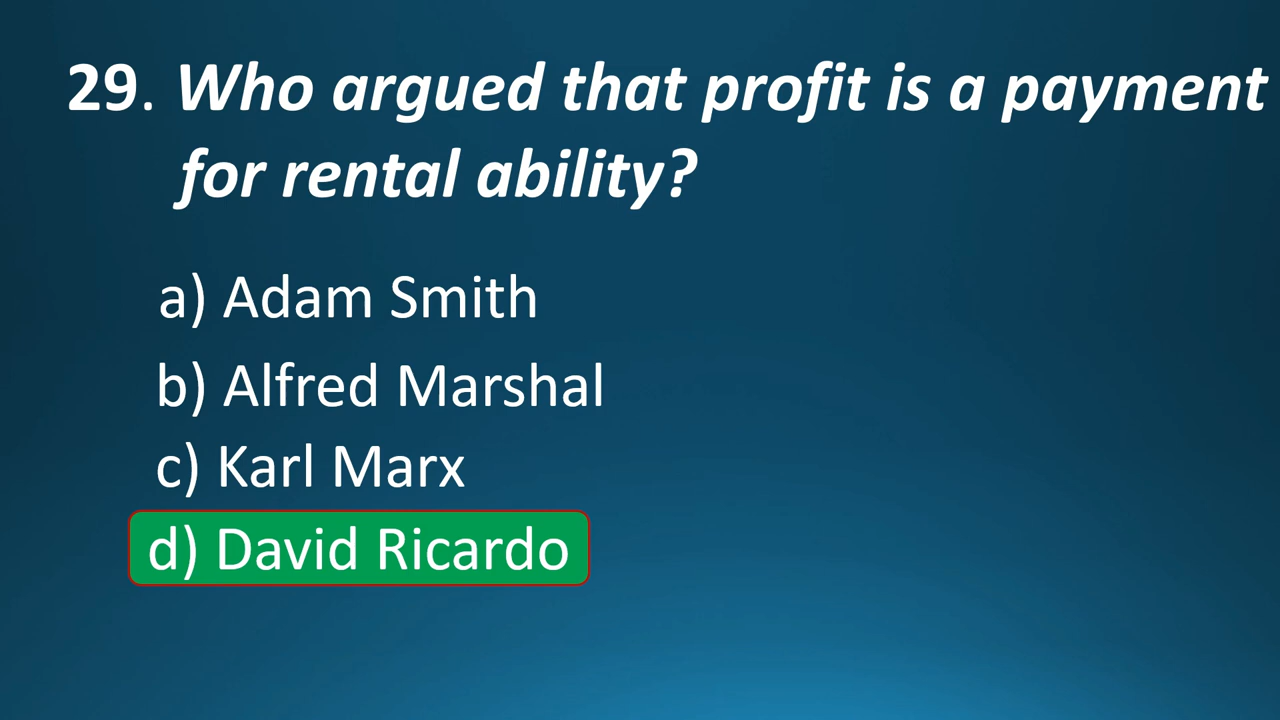 29. Who argued that profit is a payment
for rental ability?
a) Adam Smith
b) Alfred Marshal
c) Karl Marx
d) David Ricardo